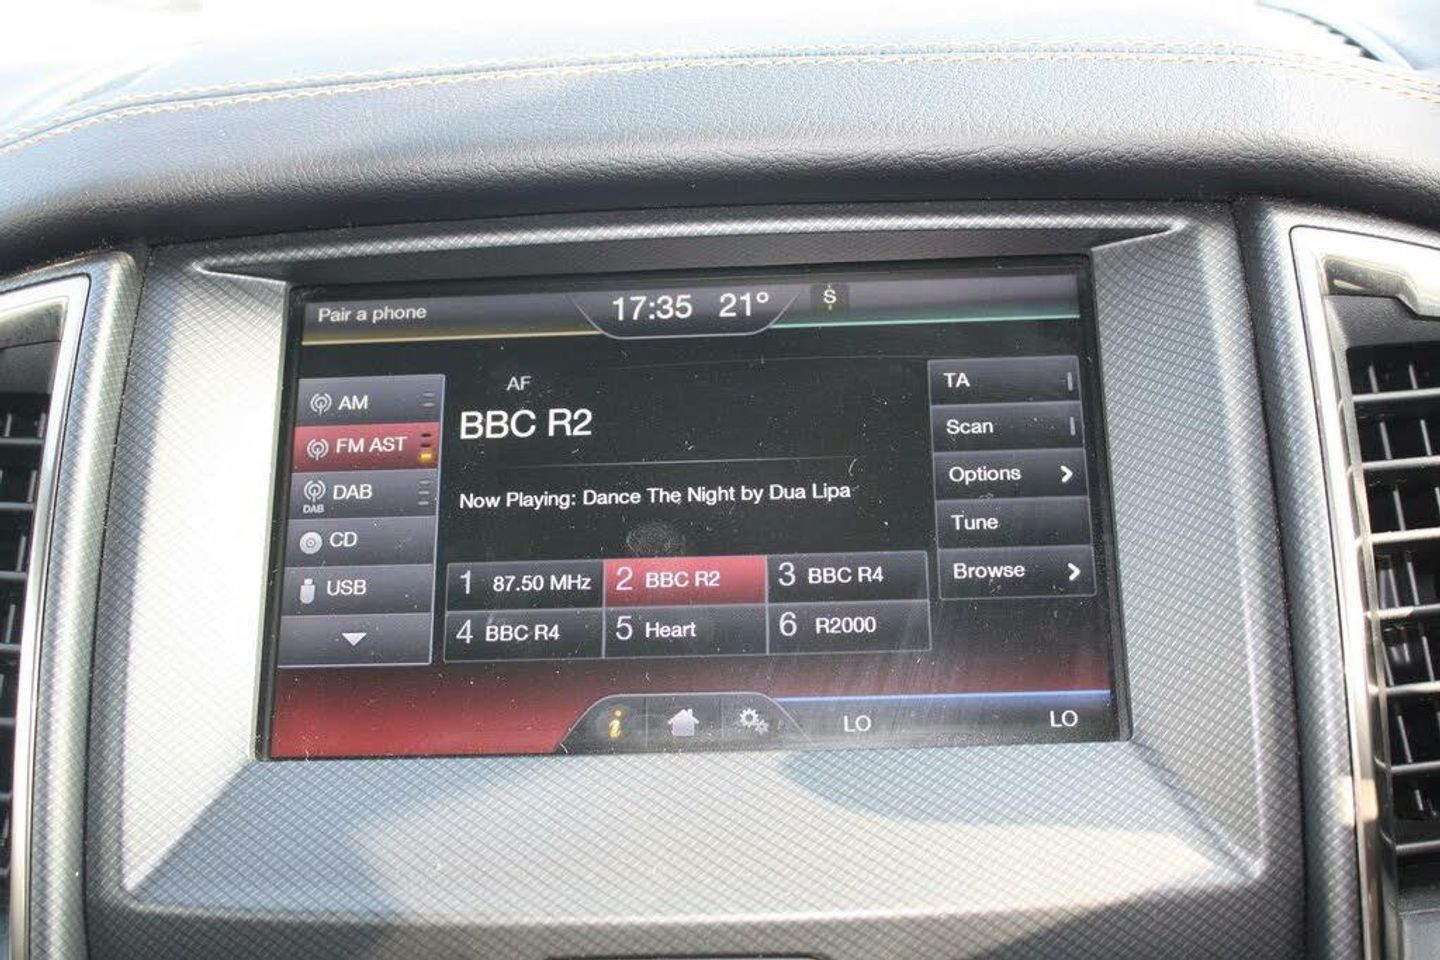 Pair a phone
17:35 21°
S
AM
FM AST
DAB
DAB
CD
USB
AF
BBC R2
Now Playing: Dance The Night by Dua Lipa
1 87.50 MHz
2 BBC R2
3 BBC R4
4 BBC R4
5 Heart
6 R2000
TA
Scan
Options
Tune
Browse
i
LO
LO